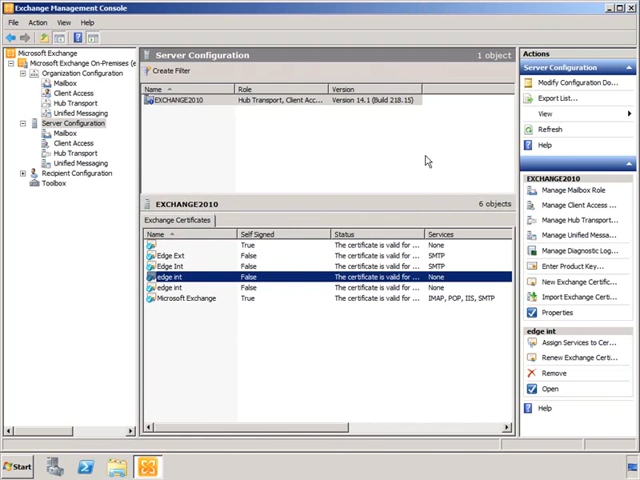 Exchange Management Console
File Action View Help
Microsoft Exchange
Microsoft Exchange On-Premises (e
Organization Configuration
Mailbox
Client Access
Hub Transport
Unified Messaging
Server Configuration
Mailbox
Client Access
Hub Transport
Unified Messaging
Recipient Configuration
Toolbox
Server Configuration 1 object
Create Filter
Name Role Version
EXCHANGE2010 Hub Transport, Client Acc... Version 14.1 (Build 218.15)
EXCHANGE2010 6 objects
Exchange Certificates
Name Self Signed Status Services
True The certificate is valid for ... None
Edge Ext False The certificate is valid for ... SMTP
Edge Int False The certificate is valid for ... SMTP
edge int False The certificate is valid for ... None
edge int False The certificate is valid for ... None
Microsoft Exchange True The certificate is valid for ... IMAP, POP, IIS, SMTP
Actions
Server Configuration
Modify Configuration Do...
Export List...
View
Refresh
Help
EXCHANGE2010
Manage Mailbox Role
Manage Client Access ...
Manage Hub Transport...
Manage Unified Messa...
Manage Diagnostic Log...
Enter Product Key...
New Exchange Certific...
Import Exchange Certif...
Properties
edge int
Assign Services to Cer...
Renew Exchange Certi...
Remove
Open
Help
Start